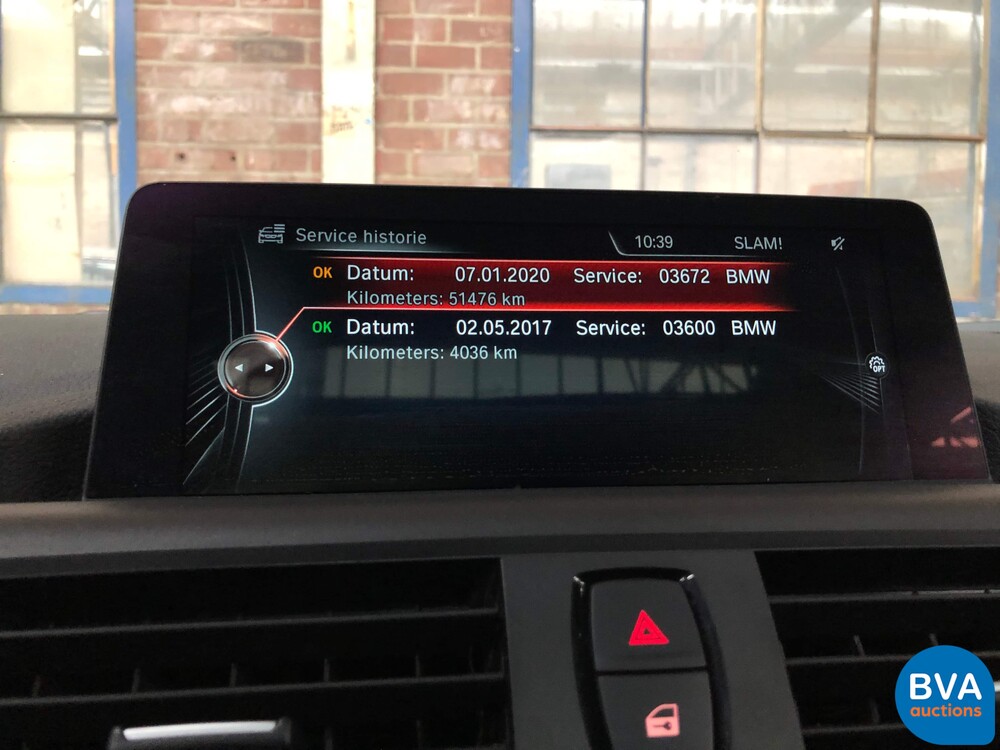 Service historie 10:39 SLAM!
OK Datum: 07.01.2020 Service: 03672 BMW
Kilometers: 51476 km
OK Datum: 02.05.2017 Service: 03600 BMW
Kilometers: 4036 km
OPT
BVA
auctions